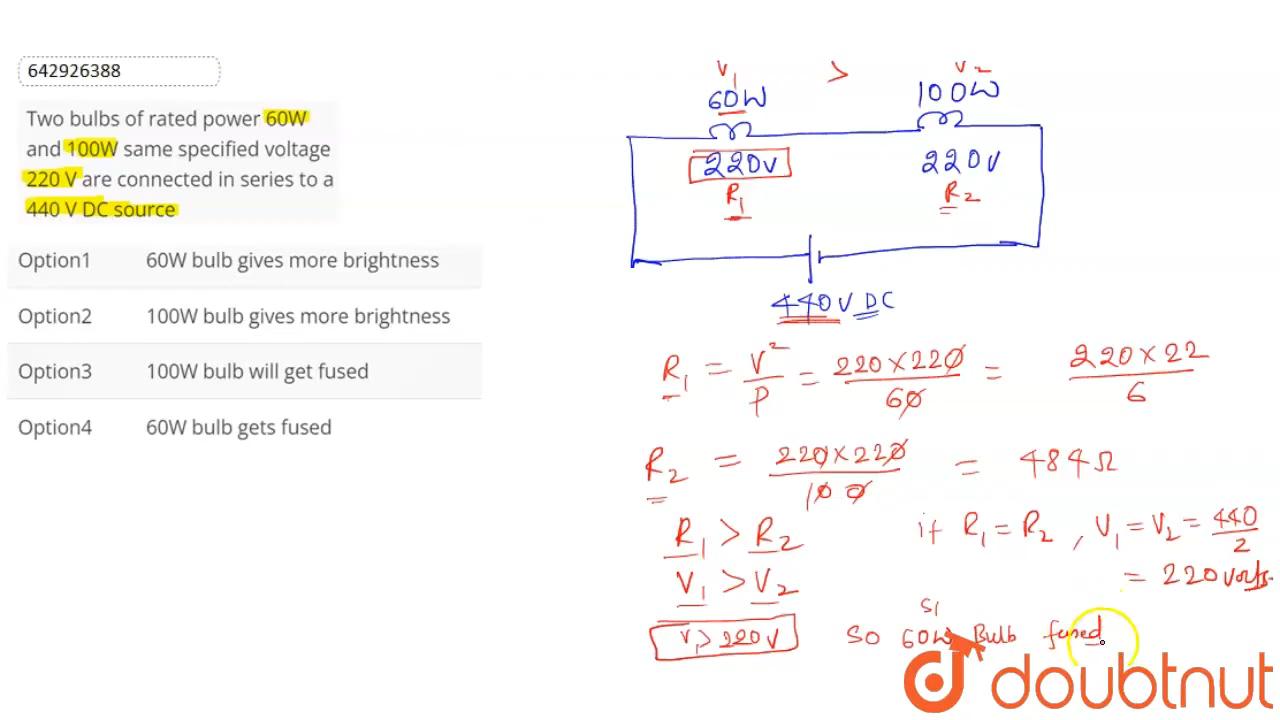 642926388
Two bulbs of rated power 60W
and 100W same specified voltage
220 V are connected in series to a
440 V DC source
Option1 60W bulb gives more brightness
Option2 100W bulb gives more brightness
Option3 100W bulb will get fused
Option4 60W bulb gets fused
V1 > V2
60W 100W
220V 220V
R1 R2
440V DC
R1 = V²/P = 220×220/60 = 220×22/6
R2 = 220×220/100 = 484Ω
R1 > R2 if R1 = R2 , V1 = V2 = 440/2
V1 > V2 = 220 volts
V1 > 220V So 60W Bulb fused
doubtnut